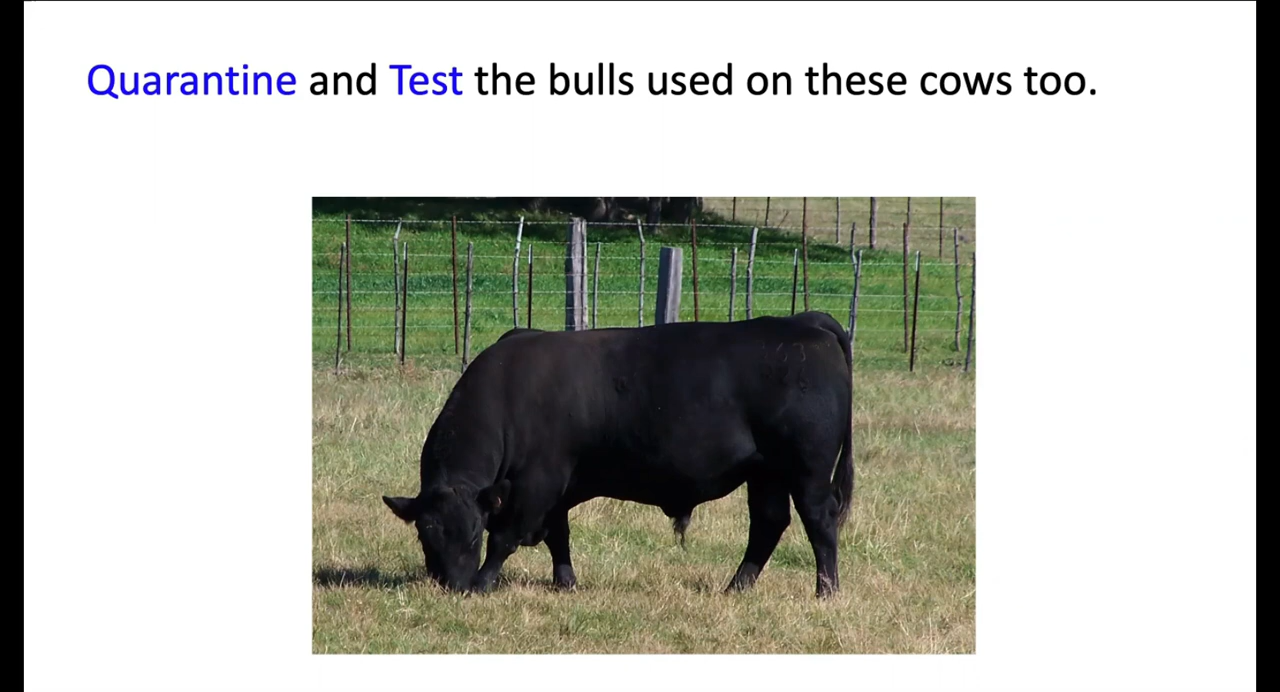 Quarantine and Test the bulls used on these cows too.